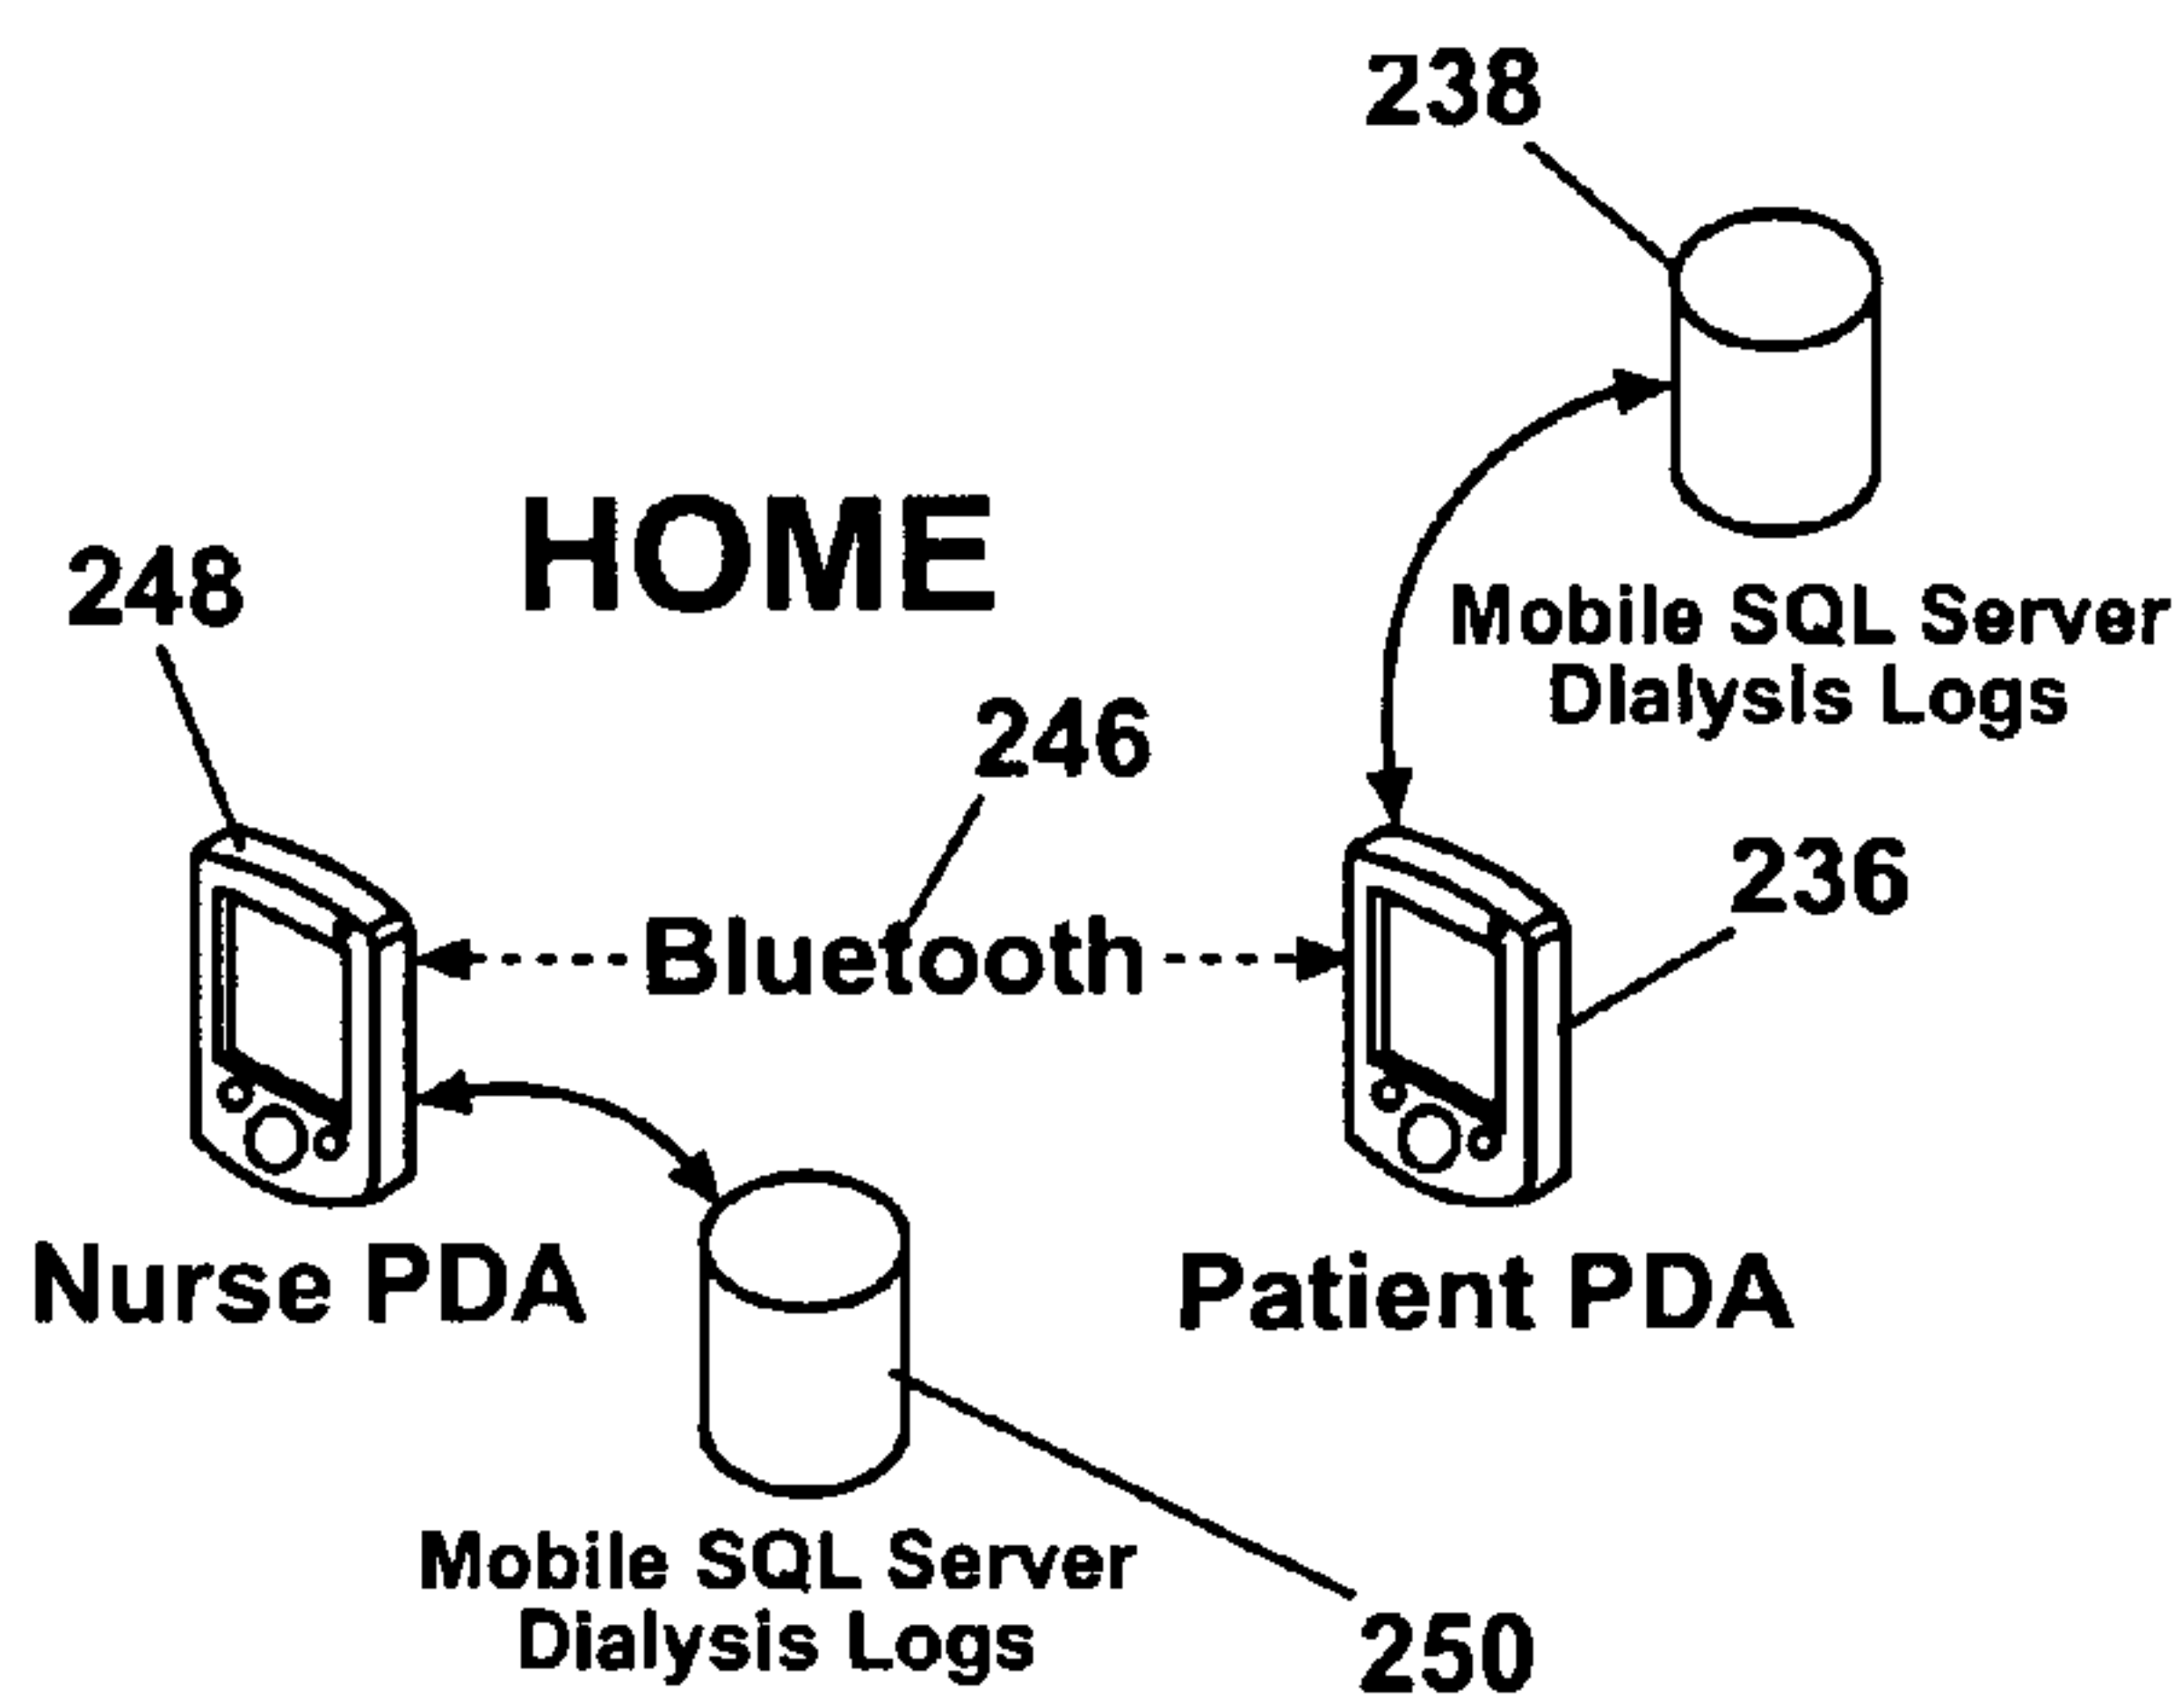 238
HOME
248
Mobile SQL Server
Dialysis Logs
246
236
Bluetooth
Nurse PDA
Patient PDA
Mobile SQL Server
Dialysis Logs
250